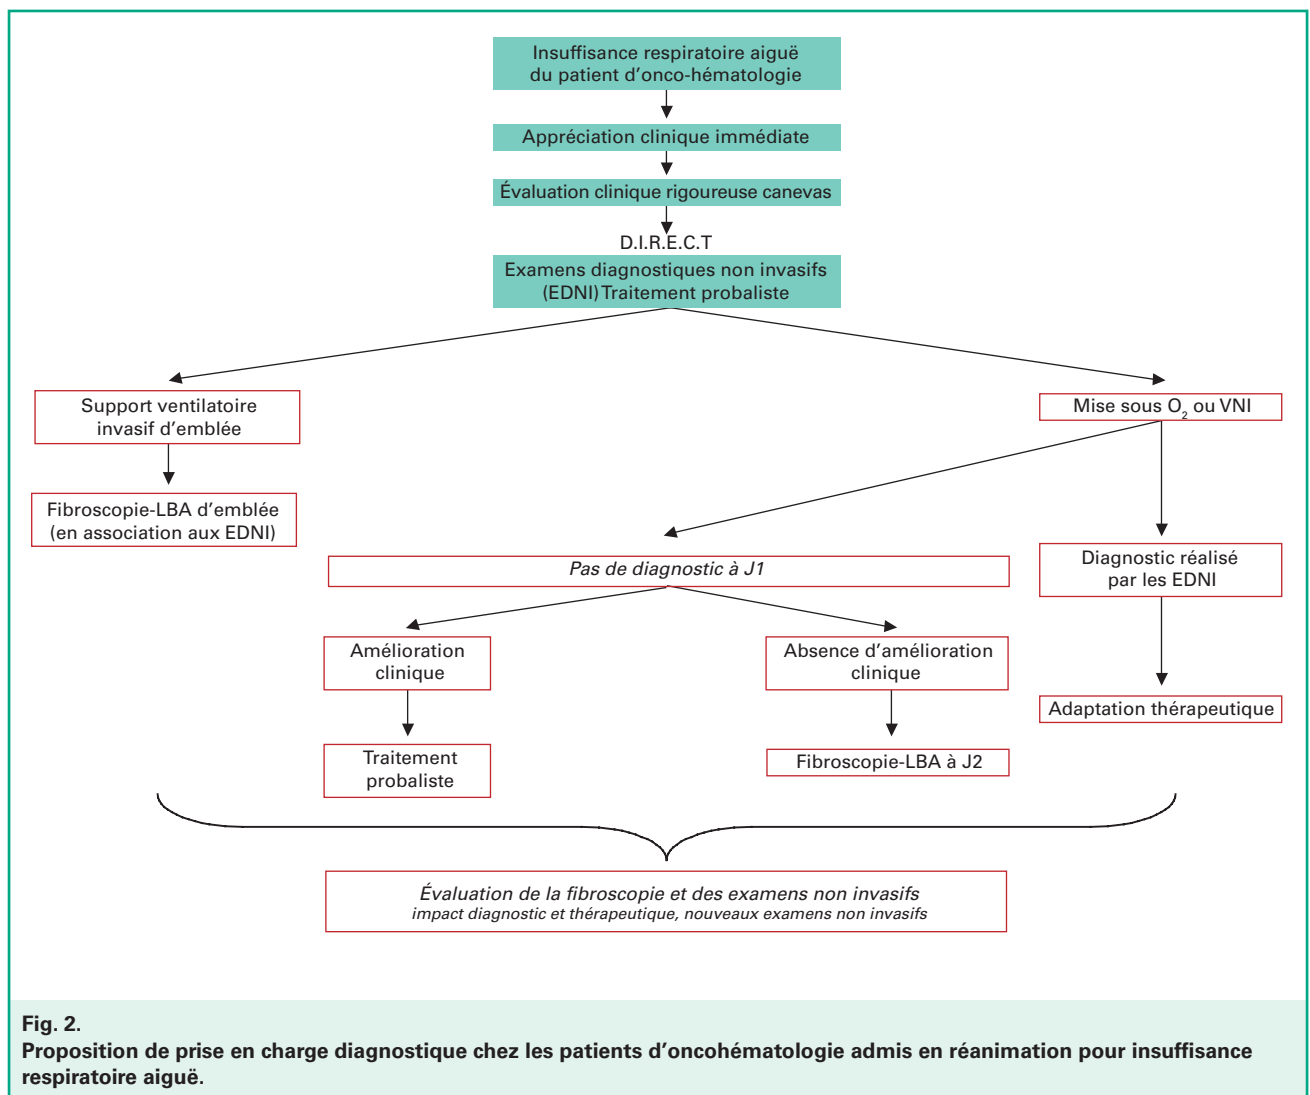 Insuffisance respiratoire aiguë
du patient d'onco-hématologie
Appréciation clinique immédiate
Évaluation clinique rigoureuse canevas
D.I.R.E.C.T
Examens diagnostiques non invasifs
(EDNI) Traitement probaliste
Support ventilatoire
invasif d'emblée
Mise sous O₂ ou VNI
Fibroscopie-LBA d'emblée
(en association aux EDNI)
Pas de diagnostic à J1
Diagnostic réalisé
par les EDNI
Amélioration
clinique
Absence d'amélioration
clinique
Adaptation thérapeutique
Traitement
probaliste
Fibroscopie-LBA à J2
Évaluation de la fibroscopie et des examens non invasifs
impact diagnostic et thérapeutique, nouveaux examens non invasifs
Fig. 2.
Proposition de prise en charge diagnostique chez les patients d'oncohématologie admis en réanimation pour insuffisance
respiratoire aiguë.